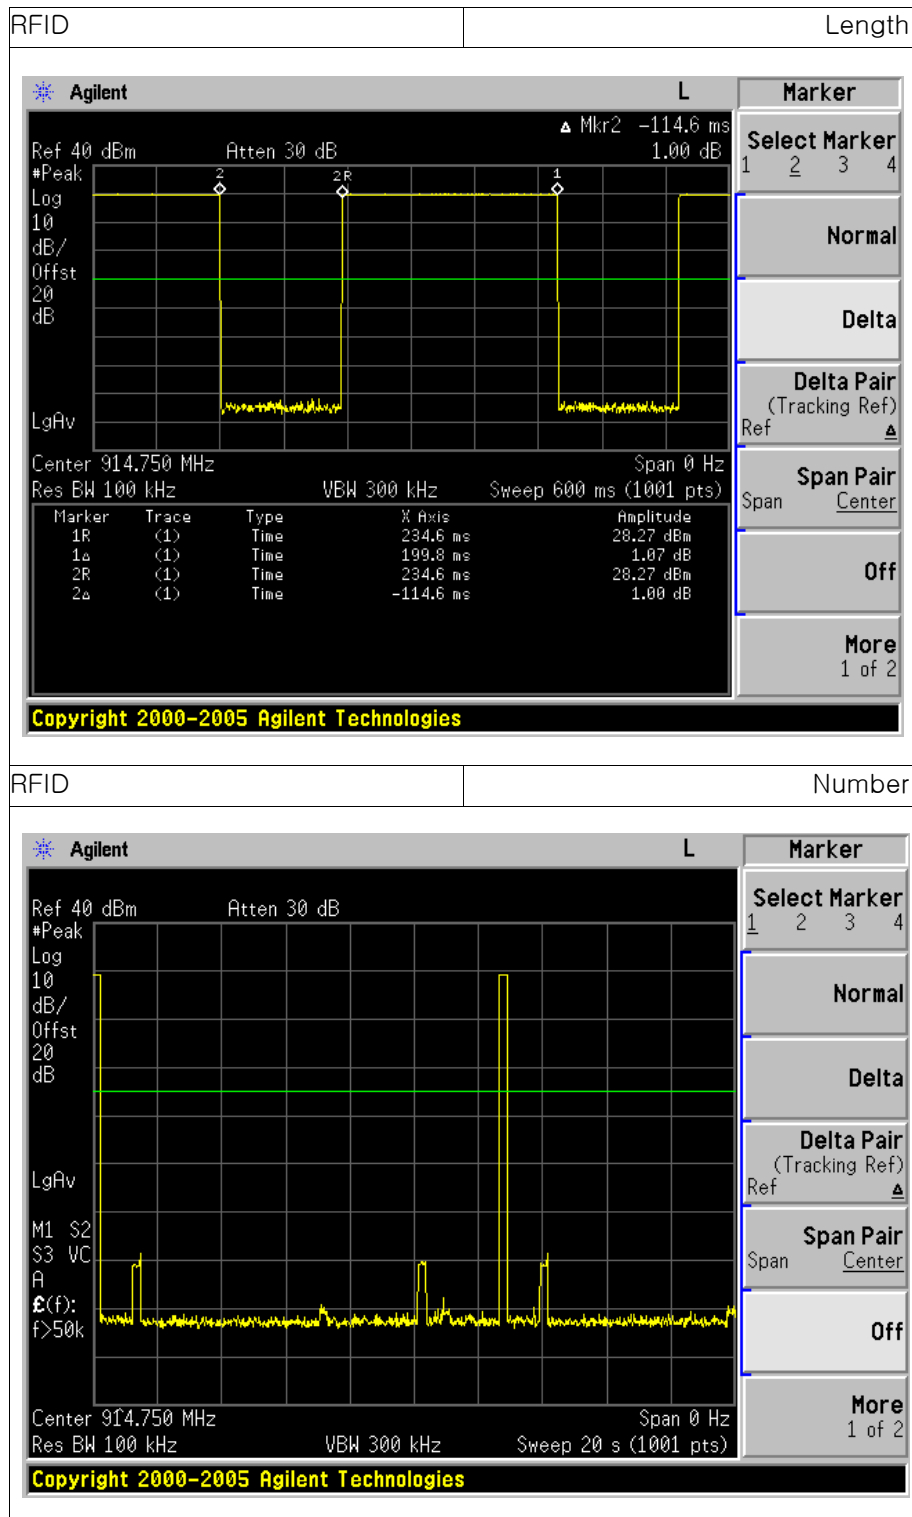 RFID Length
Agilent L Marker
Δ Mkr2 -114.6 ms
Ref 40 dBm Atten 30 dB 1.00 dB
#Peak
Log
10
dB/
Offst
20
dB
LgAv
2 2R 1
Center 914.750 MHz Span 0 Hz
Res BW 100 kHz VBW 300 kHz Sweep 600 ms (1001 pts)
Marker Trace Type X Axis Amplitude
1R (1) Time 234.6 ms 28.27 dBm
1Δ (1) Time 199.8 ms 1.07 dB
2R (1) Time 234.6 ms 28.27 dBm
2Δ (1) Time -114.6 ms 1.00 dB
Select Marker
1 2 3 4
Normal
Delta
Delta Pair
(Tracking Ref)
Ref Δ
Span Pair
Span Center
Off
More
1 of 2
Copyright 2000-2005 Agilent Technologies
RFID Number
Agilent L Marker
Ref 40 dBm Atten 30 dB
#Peak
Log
10
dB/
Offst
20
dB
LgAv
M1 S2
S3 VC
A
£(f):
f>50k
Center 914.750 MHz Span 0 Hz
Res BW 100 kHz VBW 300 kHz Sweep 20 s (1001 pts)
Select Marker
1 2 3 4
Normal
Delta
Delta Pair
(Tracking Ref)
Ref Δ
Span Pair
Span Center
Off
More
1 of 2
Copyright 2000-2005 Agilent Technologies